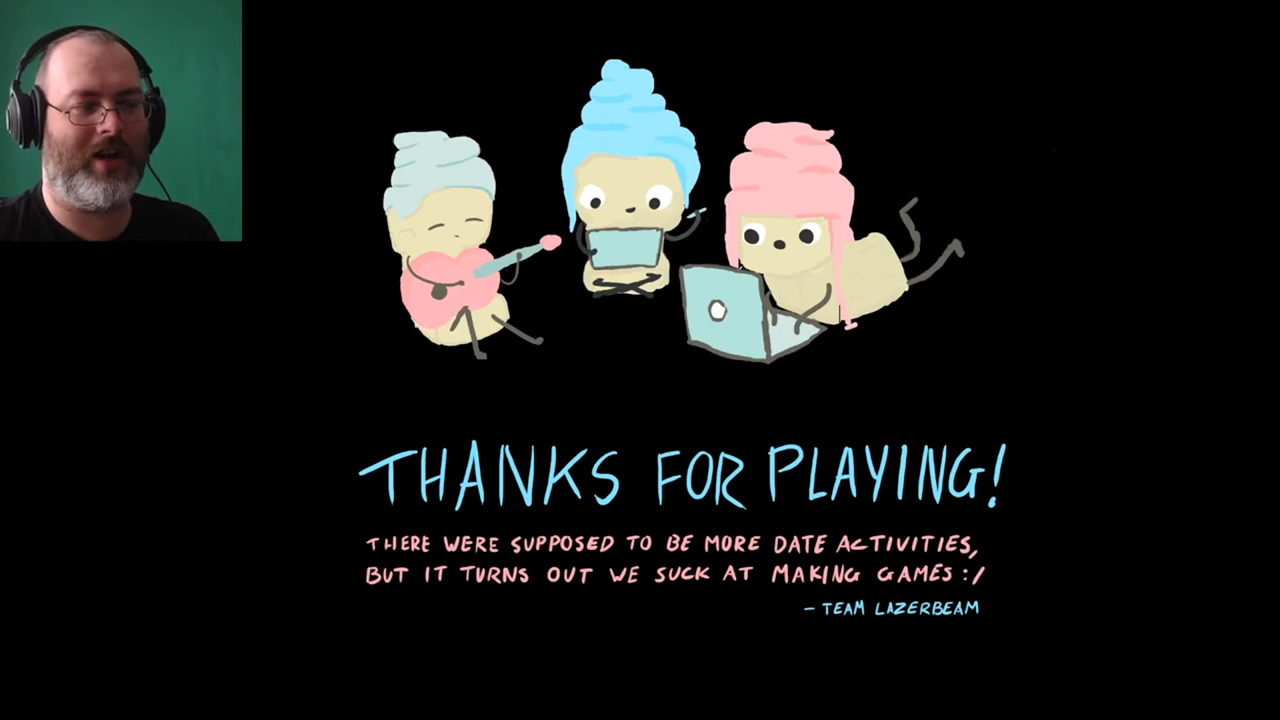 THANKS FOR PLAYING!
THERE WERE SUPPOSED TO BE MORE DATE ACTIVITIES,
BUT IT TURNS OUT WE SUCK AT MAKING GAMES :/
- TEAM LAZERBEAM